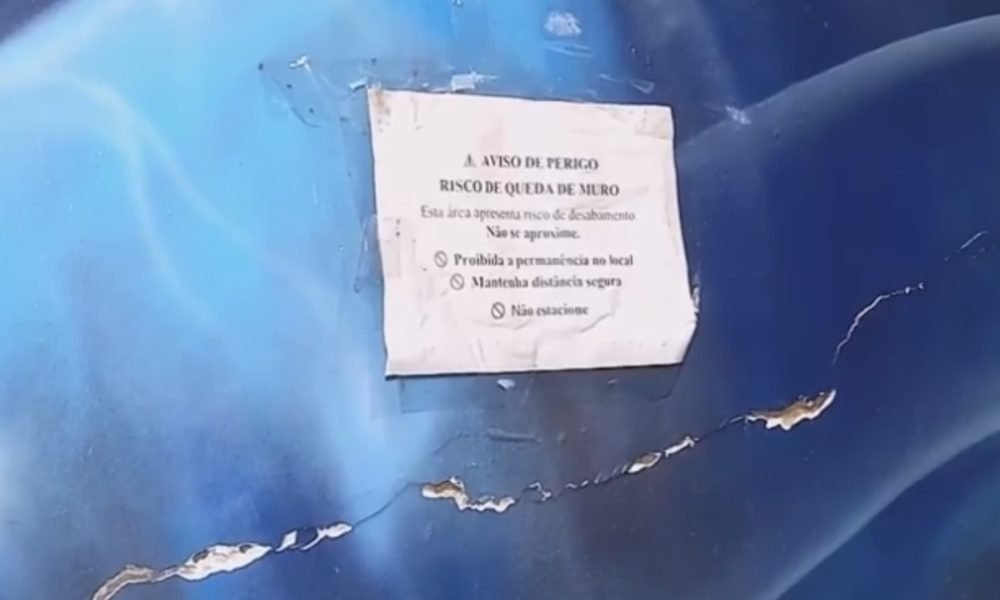 ⚠ AVISO DE PERIGO
RISCO DE QUEDA DE MURO
Esta área apresenta risco de desabamento.
Não se aproxime.
🚫 Proibida a permanência no local
🚫 Mantenha distância segura
🚫 Não estacione